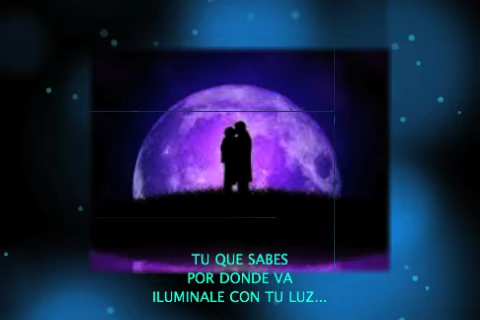 TU QUE SABES
POR DONDE VA
ILUMINALE CON TU LUZ...